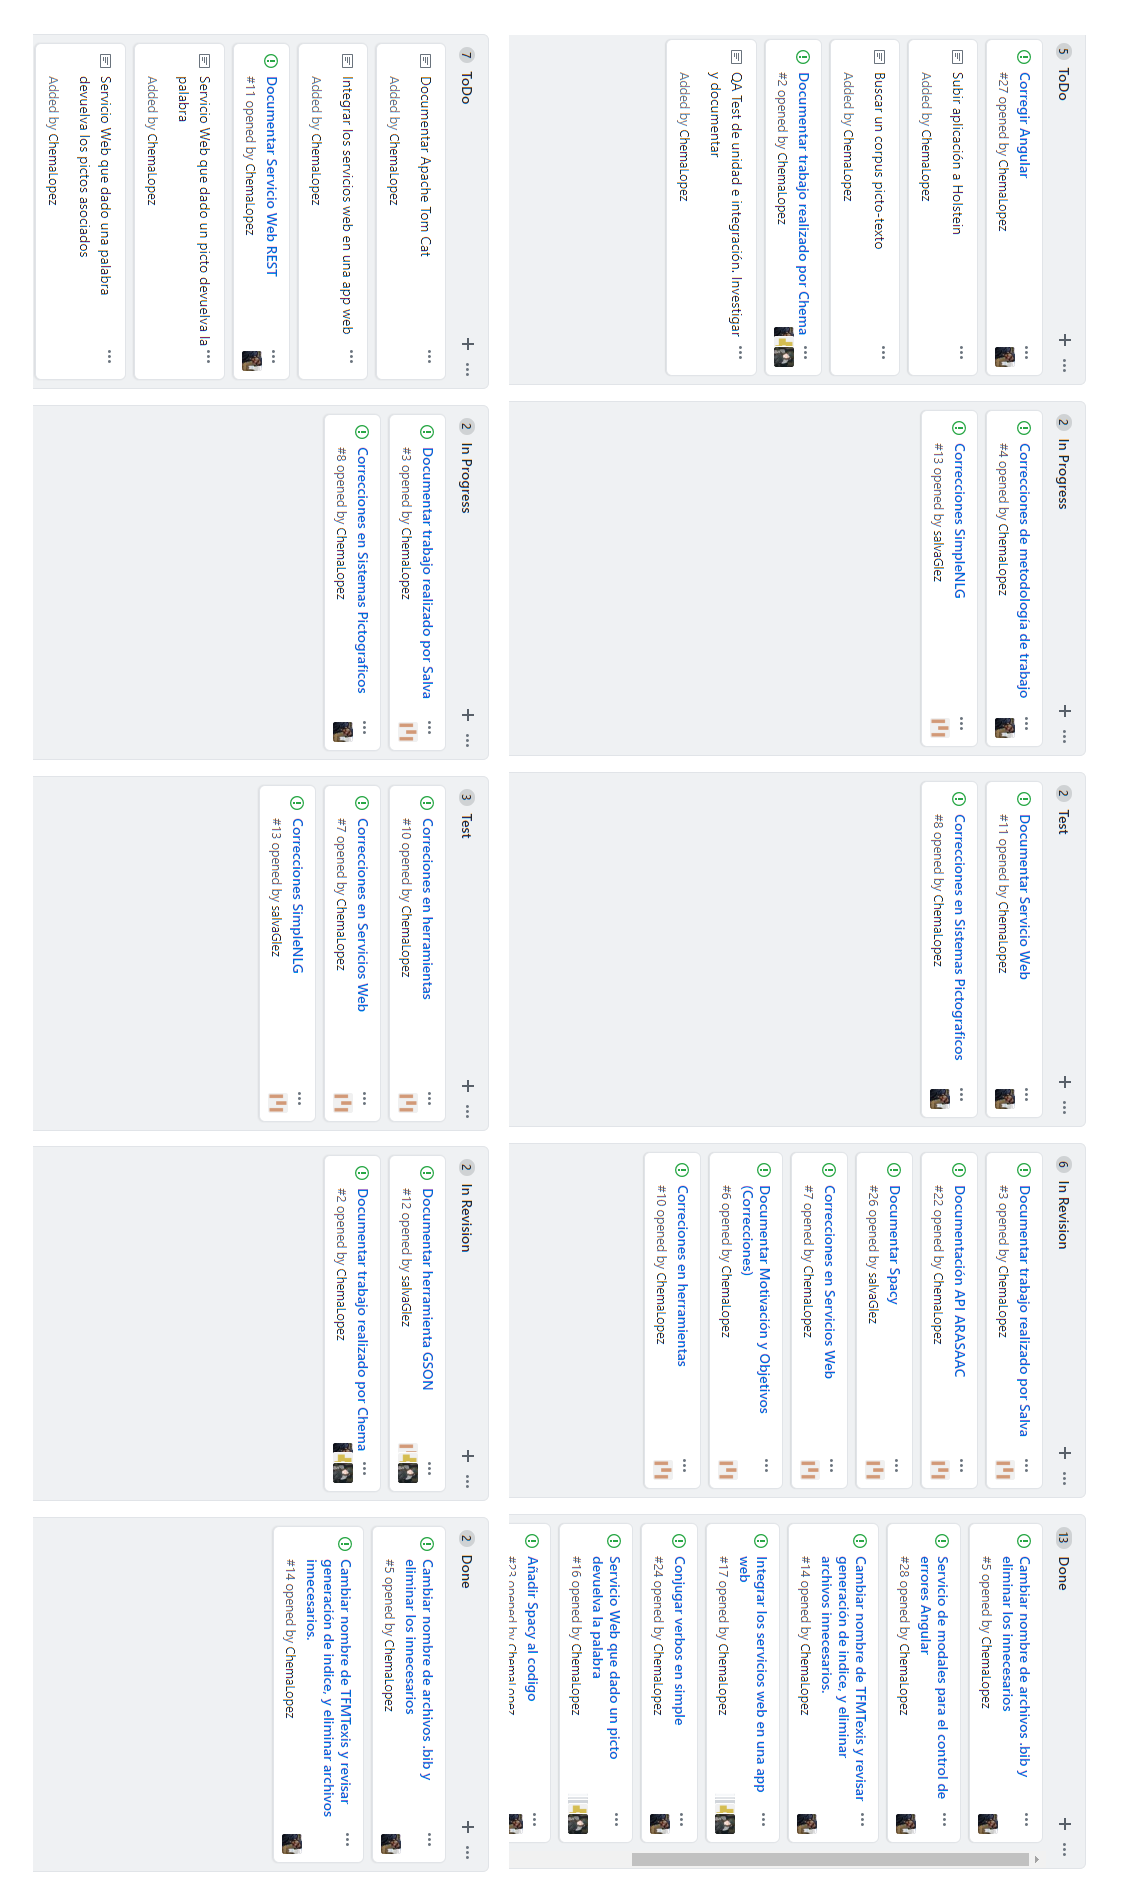 5 ToDo
Corregir Angular
#27 opened by ChemaLopez
Subir aplicación a Holstein
Added by ChemaLopez
Buscar un corpus picto-texto
Added by ChemaLopez
Documentar trabajo realizado por Chema
#2 opened by ChemaLopez
QA Test de unidad e integración. Investigar
y documentar
Added by ChemaLopez
2 In Progress
Correcciones de metodología de trabajo
#4 opened by ChemaLopez
Correcciones SimpleNLG
#13 opened by salvaGlez
2 Test
Documentar Servicio Web
#11 opened by ChemaLopez
Correcciones en Sistemas Pictograficos
#8 opened by ChemaLopez
6 In Revision
Documentar trabajo realizado por Salva
#3 opened by ChemaLopez
Documentación API ARASAAC
#22 opened by ChemaLopez
Documentar Spacy
#26 opened by salvaGlez
Correcciones en Servicios Web
#7 opened by ChemaLopez
Documentar Motivación y Objetivos
(Correcciones)
#6 opened by ChemaLopez
Correciones en herramientas
#10 opened by ChemaLopez
13 Done
Cambiar nombre de archivos .bib y
eliminar los innecesarios
#5 opened by ChemaLopez
Servicio de modales para el control de
errores Angular
#28 opened by ChemaLopez
Cambiar nombre de TFMTexis y revisar
generación de indice, y eliminar
archivos innecesarios.
#14 opened by ChemaLopez
Integrar los servicios web en una app
web
#17 opened by ChemaLopez
Conjugar verbos en simple
#24 opened by ChemaLopez
Servicio Web que dado un picto
devuelva la palabra
#16 opened by ChemaLopez
Añadir Spacy al codigo
#23 opened by ChemaLopez
7 ToDo
Documentar Apache Tom Cat
Added by ChemaLopez
Integrar los servicios web en una app web
Added by ChemaLopez
Documentar Servicio Web REST
#11 opened by ChemaLopez
Servicio Web que dado un picto devuelva la
palabra
Added by ChemaLopez
Servicio Web que dado una palabra
devuelva los pictos asociados
Added by ChemaLopez
2 In Progress
Documentar trabajo realizado por Salva
#3 opened by ChemaLopez
Correcciones en Sistemas Pictograficos
#8 opened by ChemaLopez
3 Test
Correciones en herramientas
#10 opened by ChemaLopez
Correcciones en Servicios Web
#7 opened by ChemaLopez
Correcciones SimpleNLG
#13 opened by salvaGlez
2 In Revision
Documentar herramienta GSON
#12 opened by salvaGlez
Documentar trabajo realizado por Chema
#2 opened by ChemaLopez
2 Done
Cambiar nombre de archivos .bib y
eliminar los innecesarios
#5 opened by ChemaLopez
Cambiar nombre de TFMTexis y revisar
generación de indice, y eliminar archivos
innecesarios.
#14 opened by ChemaLopez